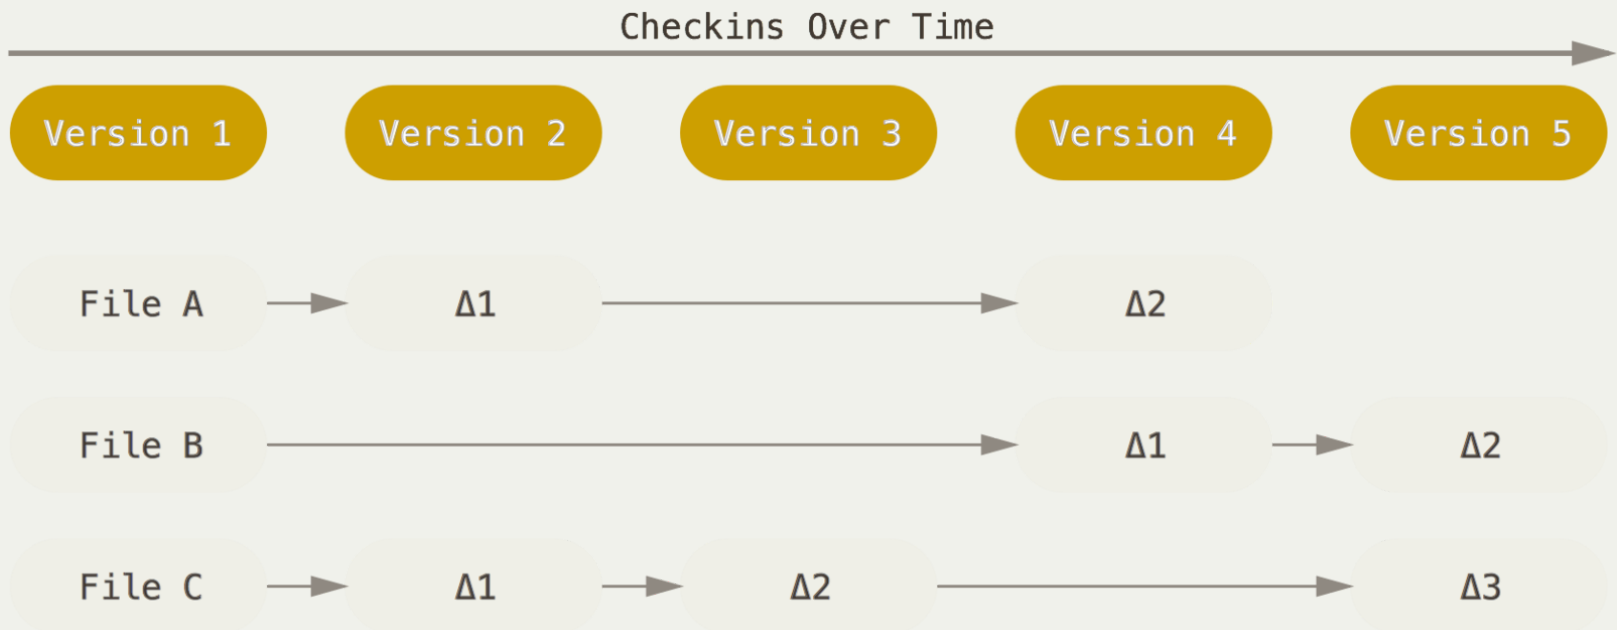 Checkins Over Time
Version 1 Version 2 Version 3 Version 4 Version 5
File A Δ1 Δ2
File B Δ1 Δ2
File C Δ1 Δ2 Δ3